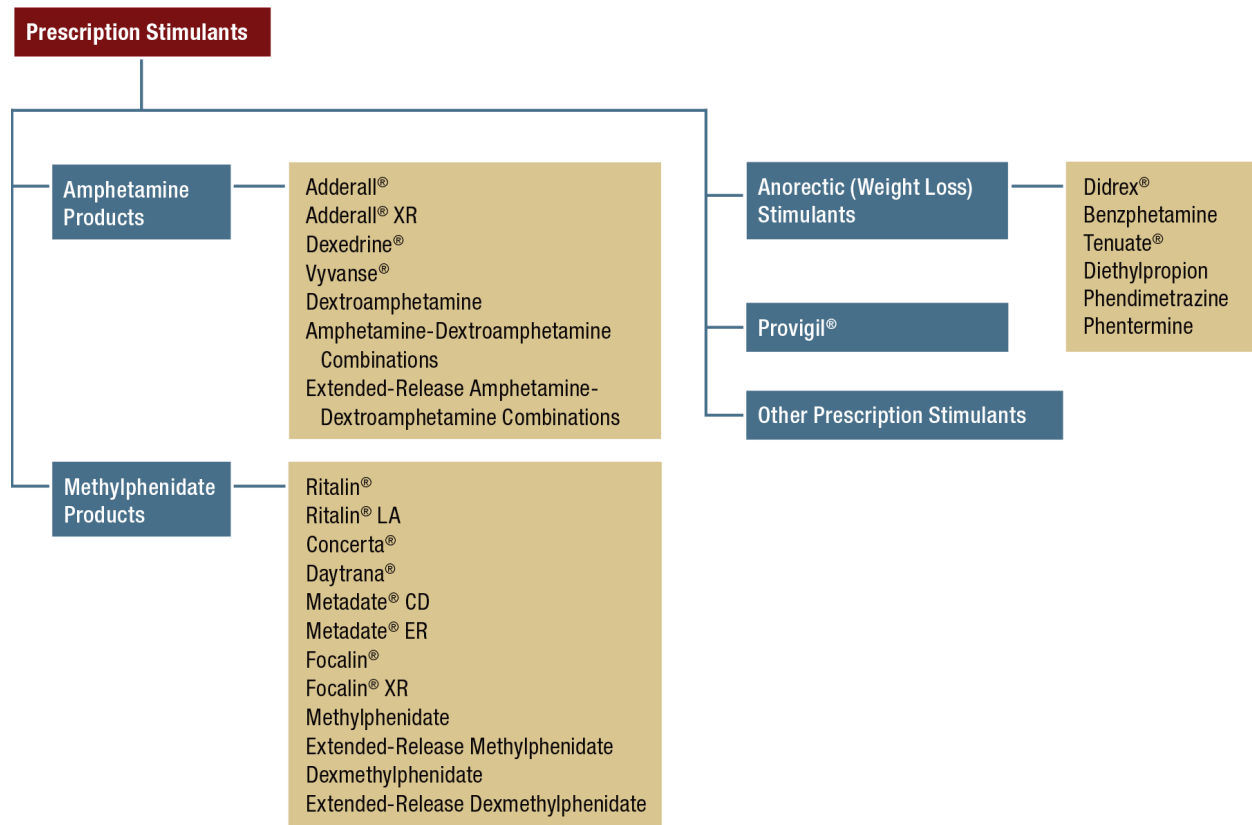 Prescription Stimulants
Amphetamine
Products
Adderall®
Adderall® XR
Dexedrine®
Vyvanse®
Dextroamphetamine
Amphetamine-Dextroamphetamine
Combinations
Extended-Release Amphetamine-
Dextroamphetamine Combinations
Methylphenidate
Products
Ritalin®
Ritalin® LA
Concerta®
Daytrana®
Metadate® CD
Metadate® ER
Focalin®
Focalin® XR
Methylphenidate
Extended-Release Methylphenidate
Dexmethylphenidate
Extended-Release Dexmethylphenidate
Anorectic (Weight Loss)
Stimulants
Didrex®
Benzphetamine
Tenuate®
Diethylpropion
Phendimetrazine
Phentermine
Provigil®
Other Prescription Stimulants